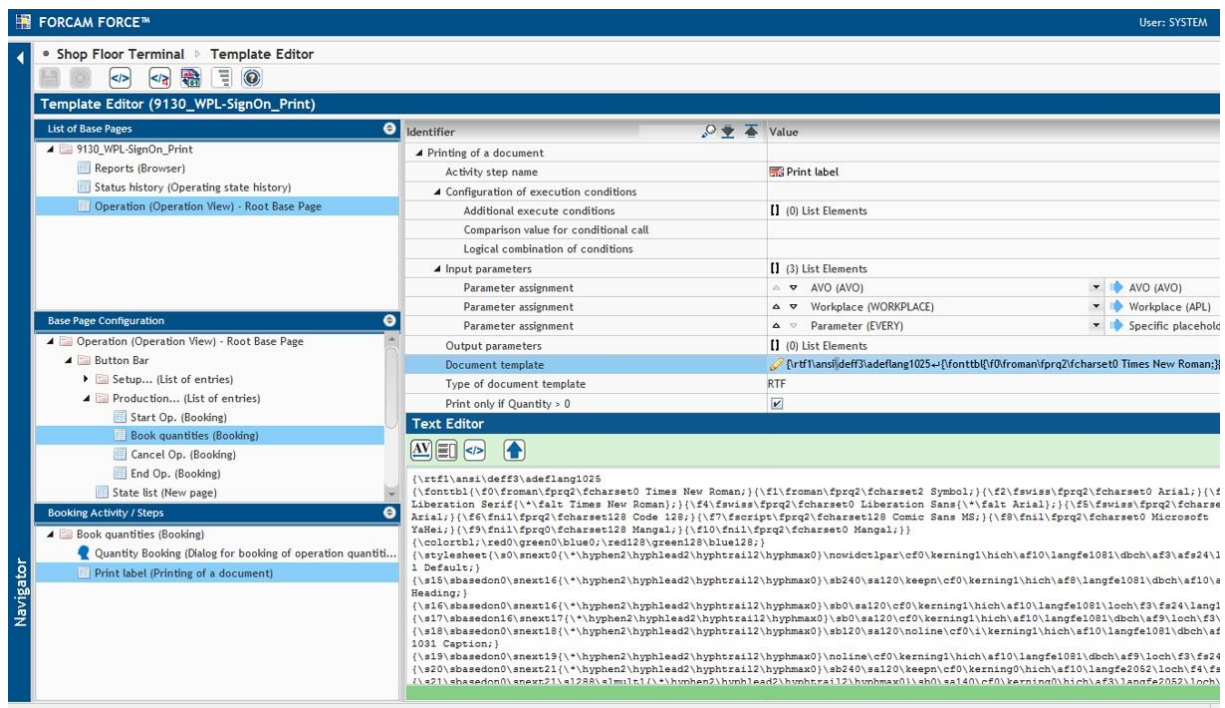 FORCAM FORCE™
User: SYSTEM
Shop Floor Terminal
Template Editor
Template Editor (9130_WPL-SignOn_Print)
List of Base Pages
9130_WPL-SignOn_Print
Reports (Browser)
Status history (Operating state history)
Operation (Operation View) - Root Base Page
Base Page Configuration
Operation (Operation View) - Root Base Page
Button Bar
Setup... (List of entries)
Production... (List of entries)
Start Op. (Booking)
Book quantities (Booking)
Cancel Op. (Booking)
End Op. (Booking)
State list (New page)
Booking Activity / Steps
Book quantities (Booking)
Quantity Booking (Dialog for booking of operation quantiti...
Print label (Printing of a document)
Navigator
Identifier Value
Printing of a document
Activity step name Print label
Configuration of execution conditions
Additional execute conditions [] (0) List Elements
Comparison value for conditional call
Logical combination of conditions
Input parameters [] (3) List Elements
Parameter assignment AVO (AVO) AVO (AVO)
Parameter assignment Workplace (WORKPLACE) Workplace (APL)
Parameter assignment Parameter (EVERY) Specific placehold
Output parameters [] (0) List Elements
Document template {\rtf1\ansi\deff3\adeflang1025↵{\fonttbl{\f0\froman\fprq2\fcharset0 Times New Roman;}
Type of document template RTF
Print only if Quantity > 0
Text Editor
{\rtf1\ansi\deff3\adeflang1025
{\fonttbl{\f0\froman\fprq2\fcharset0 Times New Roman;}{\f1\froman\fprq2\fcharset2 Symbol;}{\f2\fswiss\fprq2\fcharset0 Arial;}{\f
Liberation Serif{\*\falt Times New Roman};}{\f4\fswiss\fprq2\fcharset0 Liberation Sans{\*\falt Arial};}{\f5\fswiss\fprq2\fcharse
Arial;}{\f6\fnil\fprq2\fcharset128 Code 128;}{\f7\fscript\fprq2\fcharset128 Comic Sans MS;}{\f8\fnil\fprq2\fcharset0 Microsoft
YaHei;}{\f9\fnil\fprq0\fcharset128 Mangal;}{\f10\fnil\fprq2\fcharset0 Mangal;}}
{\colortbl;\red0\green0\blue0;\red128\green128\blue128;}
{\stylesheet{\s0\snext0{\*\hyphen2\hyphlead2\hyphtrail2\hyphmax0}\nowidctlpar\cf0\kerning1\hich\af10\langfe1081\dbch\af3\afs24\l
1 Default;}
{\s15\sbasedon0\snext16{\*\hyphen2\hyphlead2\hyphtrail2\hyphmax0}\sb240\sa120\keepn\cf0\kerning1\hich\af8\langfe1081\dbch\af10\a
Heading;}
{\s16\sbasedon0\snext16{\*\hyphen2\hyphlead2\hyphtrail2\hyphmax0}\sb0\sa120\cf0\kerning1\hich\af10\langfe1081\loch\f3\fs24\lang1
{\s17\sbasedon16\snext17{\*\hyphen2\hyphlead2\hyphtrail2\hyphmax0}\sb0\sa120\cf0\kerning1\hich\af10\langfe1081\dbch\af9\loch\f3\
{\s18\sbasedon0\snext18{\*\hyphen2\hyphlead2\hyphtrail2\hyphmax0}\sb120\sa120\noline\cf0\i\kerning1\hich\af10\langfe1081\dbch\af
1031 Caption;}
{\s19\sbasedon0\snext19{\*\hyphen2\hyphlead2\hyphtrail2\hyphmax0}\noline\cf0\kerning1\hich\af10\langfe1081\dbch\af9\loch\f3\fs24
{\s20\sbasedon0\snext21{\*\hyphen2\hyphlead2\hyphtrail2\hyphmax0}\sb240\sa120\keepn\cf0\kerning0\hich\af10\langfe2052\loch\f4\fs
{\s21\sbasedon0\snext21\sl288\slmult1{\*\hyphen2\hyphlead2\hyphtrail2\hyphmax0}\sb0\sa140\cf0\kerning0\hich\af3\langfe2052\loch\